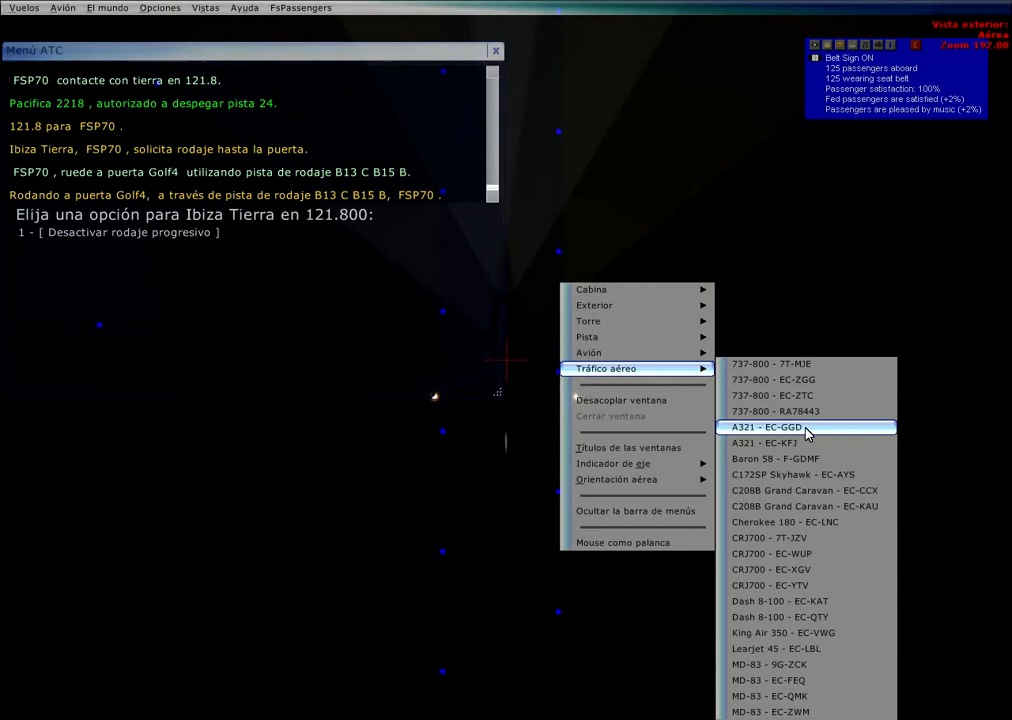 Vuelos Avión El mundo Opciones Vistas Ayuda FsPassengers
Vista exterior:
Aérea
Zoom 192.00
Menú ATC X
FSP70 contacte con tierra en 121.8.
Pacifica 2218 , autorizado a despegar pista 24.
121.8 para FSP70 .
Ibiza Tierra, FSP70 , solicita rodaje hasta la puerta.
FSP70 , ruede a puerta Golf4 utilizando pista de rodaje B13 C B15 B.
Rodando a puerta Golf4, a través de pista de rodaje B13 C B15 B, FSP70 .
Elija una opción para Ibiza Tierra en 121.800:
1 - [ Desactivar rodaje progresivo ]
E
Belt Sign ON
125 passengers aboard
125 wearing seat belt
Passenger satisfaction: 100%
Fed passengers are satisfied (+2%)
Passengers are pleased by music (+2%)
Cabina
Exterior
Torre
Pista
Avión
Tráfico aéreo
Desacoplar ventana
Cerrar ventana
Títulos de las ventanas
Indicador de eje
Orientación aérea
Ocultar la barra de menús
Mouse como palanca
737-800 - 7T-MJE
737-800 - EC-ZGG
737-800 - EC-ZTC
737-800 - RA78443
A321 - EC-GGD
A321 - EC-KFJ
Baron 58 - F-GDMF
C172SP Skyhawk - EC-AYS
C208B Grand Caravan - EC-CCX
C208B Grand Caravan - EC-KAU
Cherokee 180 - EC-LNC
CRJ700 - 7T-JZV
CRJ700 - EC-WUP
CRJ700 - EC-XGV
CRJ700 - EC-YTV
Dash 8-100 - EC-KAT
Dash 8-100 - EC-QTY
King Air 350 - EC-VWG
Learjet 45 - EC-LBL
MD-83 - 9G-ZCK
MD-83 - EC-FEQ
MD-83 - EC-QMK
MD-83 - EC-ZWM